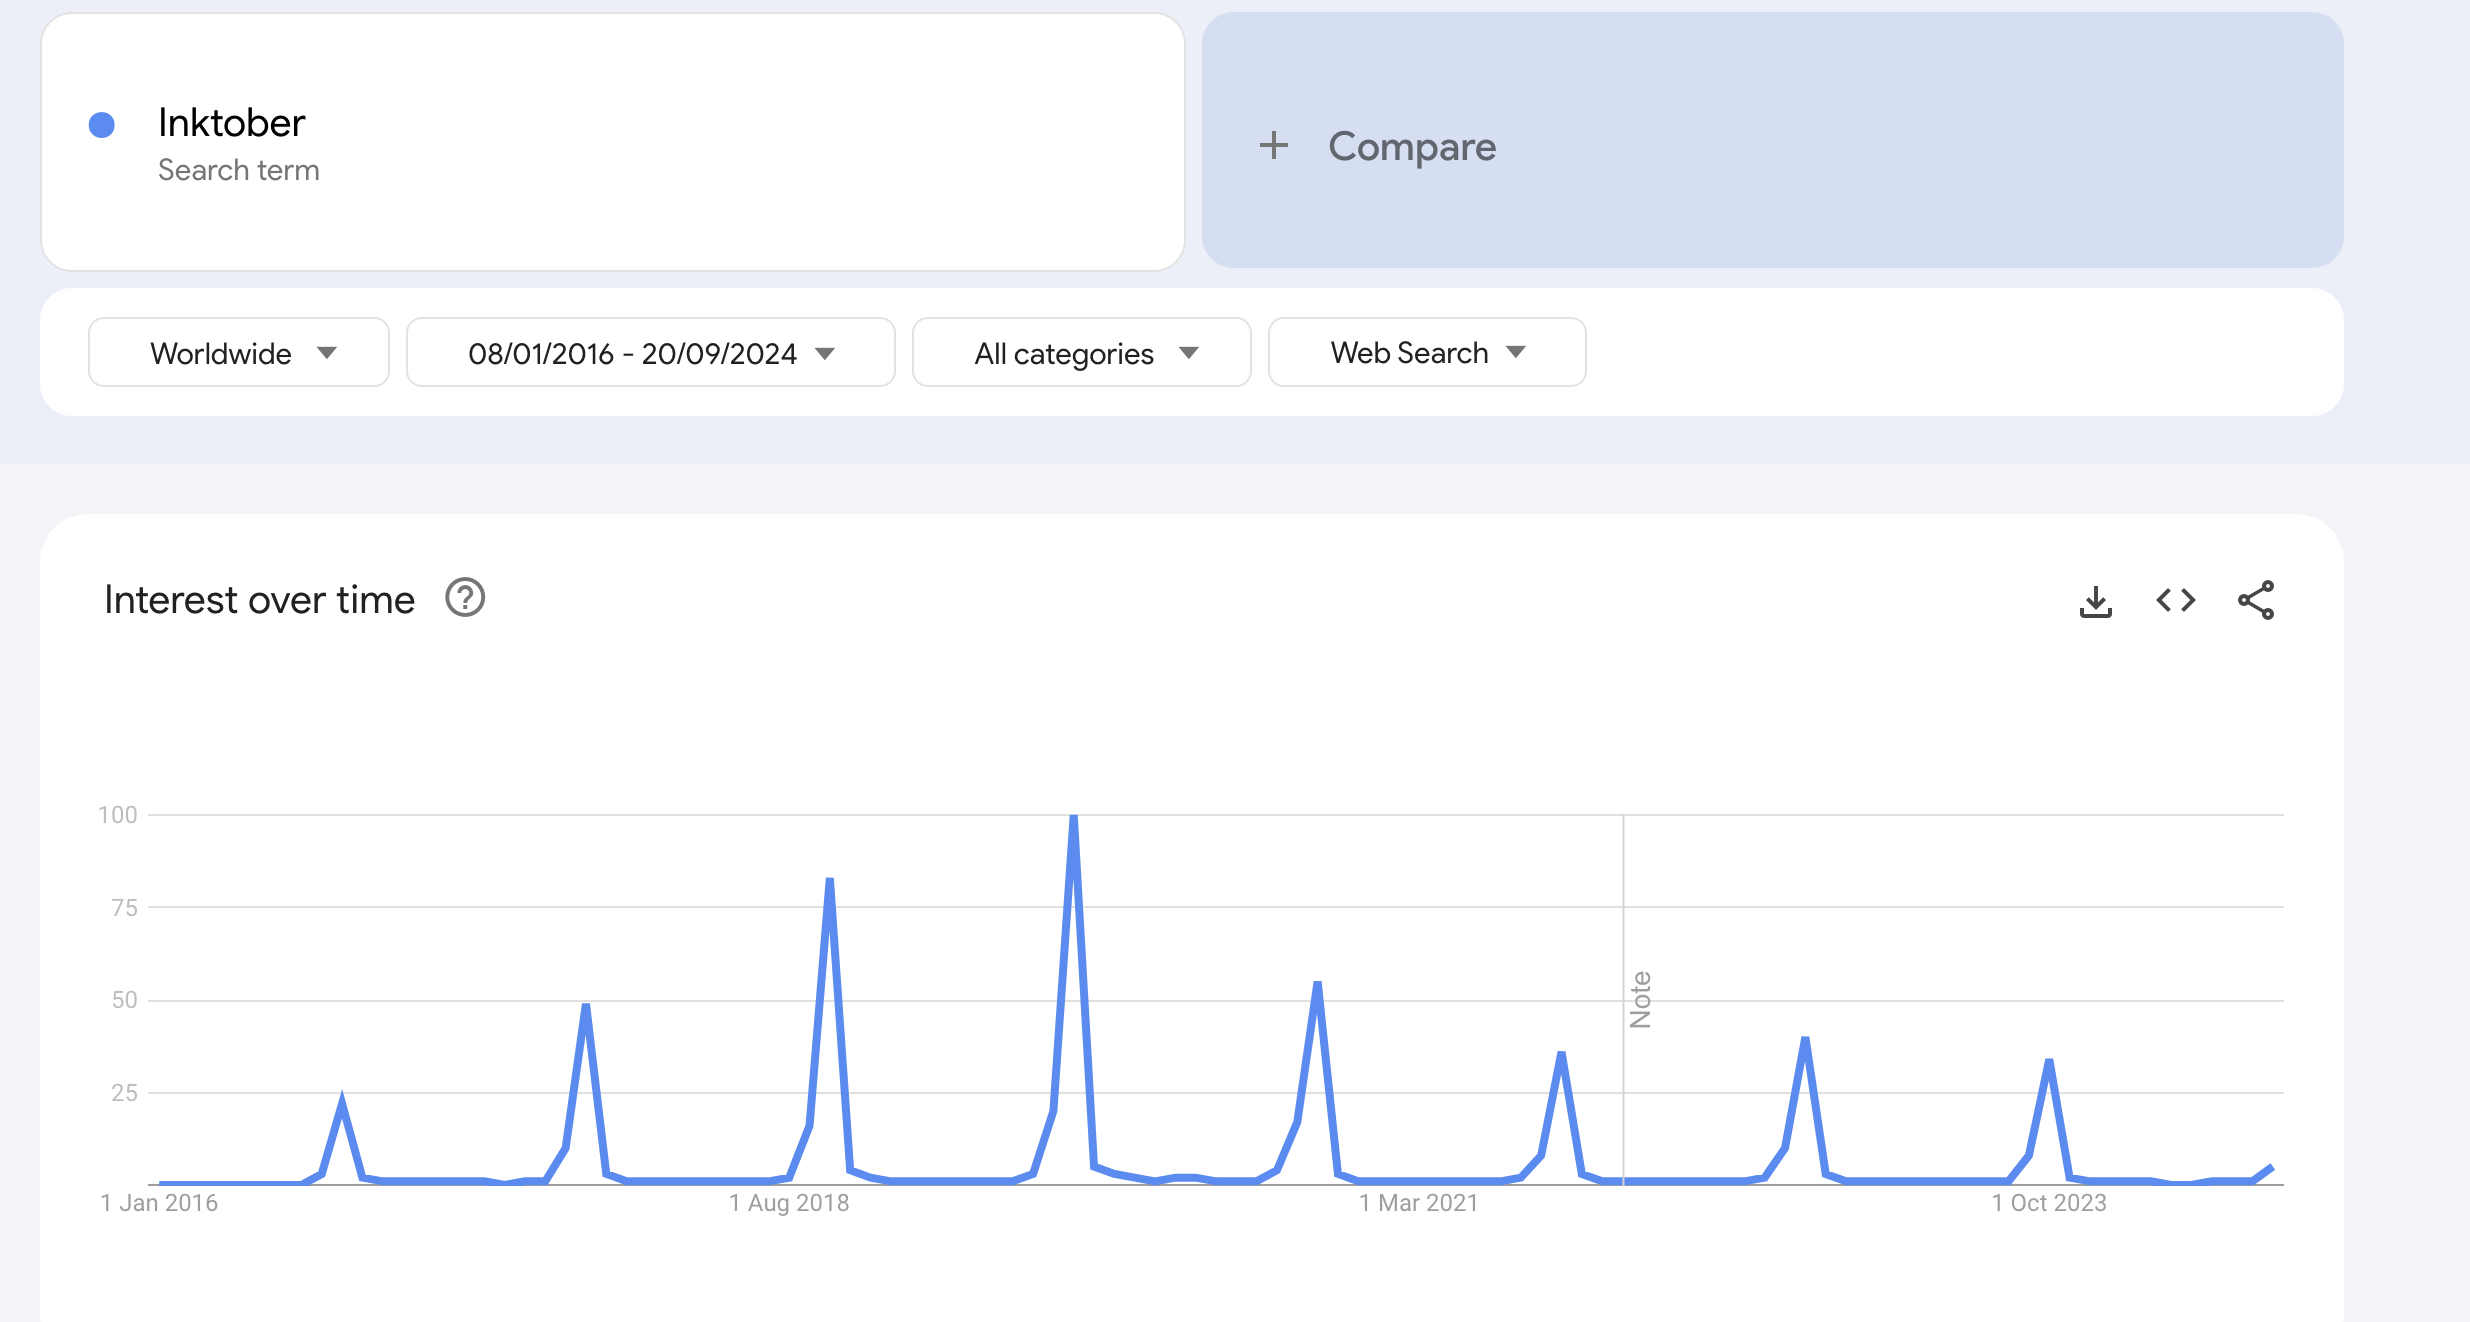 Inktober
Search term
+ Compare
Worldwide
08/01/2016 - 20/09/2024
All categories
Web Search
Interest over time
?
100
75
50
25
Note
1 Jan 2016
1 Aug 2018
1 Mar 2021
1 Oct 2023